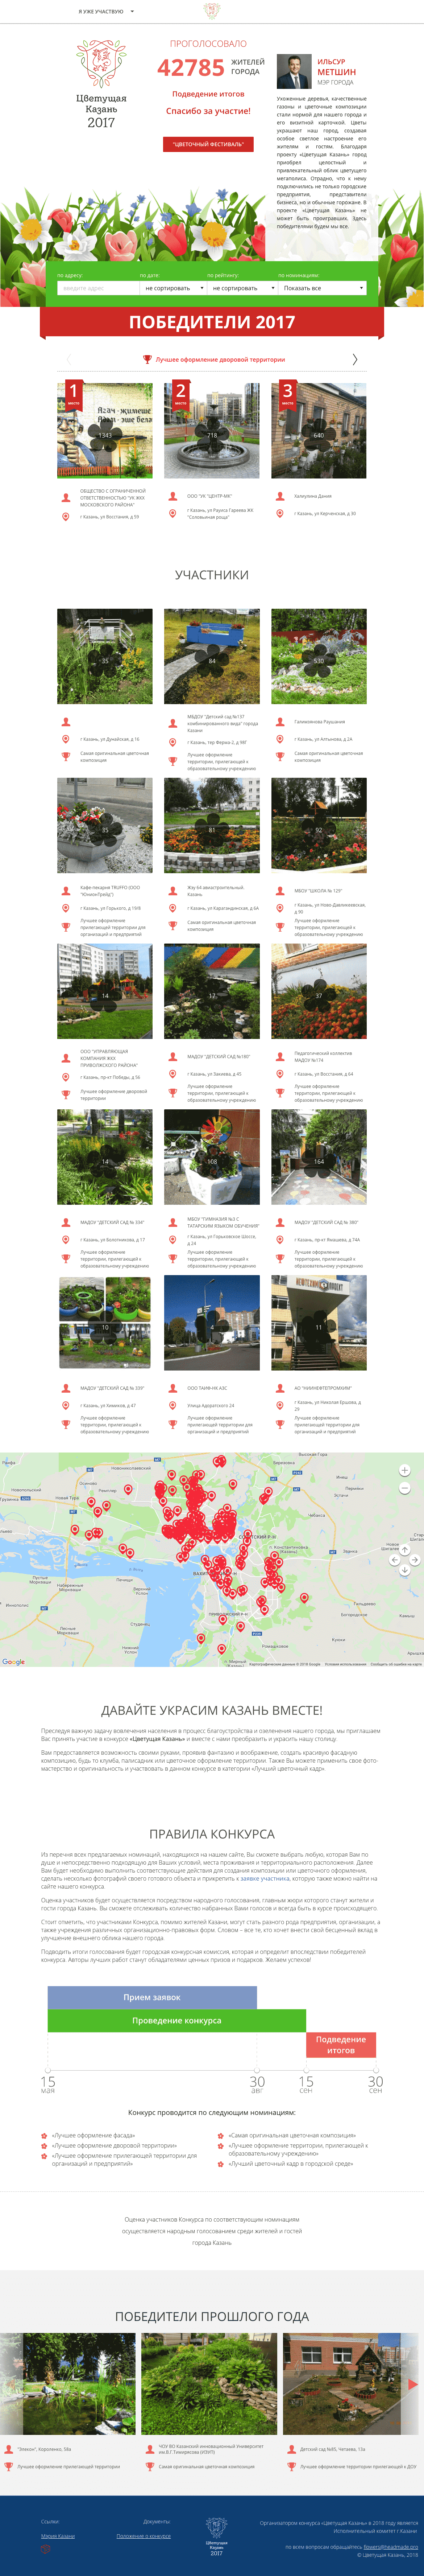 Я УЖЕ УЧАСТВУЮ
Цветущая
Казань
2017
ПРОГОЛОСОВАЛО
42785 ЖИТЕЛЕЙ ГОРОДА
Подведение итогов
Спасибо за участие!
"ЦВЕТОЧНЫЙ ФЕСТИВАЛЬ"
ИЛЬСУР
МЕТШИН
МЭР ГОРОДА
Ухоженные деревья, качественные
газоны и цветочные композиции
стали нормой для нашего города и
его визитной карточкой. Цветы
украшают наш город, создавая
особое светлое настроение его
жителям и гостям. Благодаря
проекту «Цветущая Казань» город
приобрел целостный и
привлекательный облик цветущего
мегаполиса. Отрадно, что к нему
подключились не только городские
предприятия, представители
бизнеса, но и обычные горожане. В
проекте «Цветущая Казань» не
может быть проигравших. Здесь
победителями будем мы все.
по адресу: по дате: по рейтингу: по номинациям:
введите адрес не сортировать не сортировать Показать все
ПОБЕДИТЕЛИ 2017
Лучшее оформление дворовой территории
1 место
2 место
3 место
1343
718
640
ОБЩЕСТВО С ОГРАНИЧЕННОЙ
ОТВЕТСТВЕННОСТЬЮ "УК ЖКХ
МОСКОВСКОГО РАЙОНА"
г Казань, ул Восстания, д 59
ООО "УК "ЦЕНТР-МЖ"
г Казань, ул Рауиса Гареева ЖК
"Соловьиная роща"
Халиулина Дания
г Казань, ул Керченская, д 30
УЧАСТНИКИ
35
84
530
г Казань, ул Дунайская, д 16
Самая оригинальная цветочная
композиция
МБДОУ "Детский сад №137
комбинированного вида" города
Казани
г Казань, тер Ферма-2, д 98Г
Лучшее оформление
территории, прилегающей к
образовательному учреждению
Галимзянова Раушания
г Казань, ул Алтынова, д 2А
Самая оригинальная цветочная
композиция
35
81
92
Кафе-пекария TRUFFO (ООО
"ЮнионТрейд")
г Казань, ул Горького, д 19/8
Лучшее оформление
прилегающей территории для
организаций и предприятий
Жэу 64 авиастроительный.
Казань
г Казань, ул Карагандинская, д 6А
Самая оригинальная цветочная
композиция
МБОУ "ШКОЛА № 125"
г Казань, ул Ново-Давликеевская,
д 90
Лучшее оформление
территории, прилегающей к
образовательному учреждению
14
17
37
ООО "УПРАВЛЯЮЩАЯ
КОМПАНИЯ ЖКХ
ПРИВОЛЖСКОГО РАЙОНА"
г Казань, пр-кт Победы, д 56
Лучшее оформление дворовой
территории
МАДОУ "ДЕТСКИЙ САД №180"
г Казань, ул Закиева, д 45
Лучшее оформление
территории, прилегающей к
образовательному учреждению
Педагогический коллектив
МАДОУ №174
г Казань, ул Восстания, д 64
Лучшее оформление
территории, прилегающей к
образовательному учреждению
14
108
164
МАДОУ "ДЕТСКИЙ САД № 334"
г Казань, ул Болотникова, д 17
Лучшее оформление
территории, прилегающей к
образовательному учреждению
МБОУ "ГИМНАЗИЯ №3 С
ТАТАРСКИМ ЯЗЫКОМ ОБУЧЕНИЯ"
г Казань, ул Горьковское Шоссе,
д 24
Лучшее оформление
территории, прилегающей к
образовательному учреждению
МАДОУ "ДЕТСКИЙ САД № 380"
г Казань, пр-кт Ямашева, д 74А
Лучшее оформление
территории, прилегающей к
образовательному учреждению
10
4
11
МАДОУ "ДЕТСКИЙ САД № 339"
г Казань, ул Химиков, д 47
Лучшее оформление
территории, прилегающей к
образовательному учреждению
ООО ТАИФ-НК АЗС
Улица Адоратского 24
Лучшее оформление
прилегающей территории для
организаций и предприятий
АО "НИИНЕФТЕПРОМХИМ"
г Казань, ул Николая Ершова, д
29
Лучшее оформление
прилегающей территории для
организаций и предприятий
Google
ДАВАЙТЕ УКРАСИМ КАЗАНЬ ВМЕСТЕ!
Преследуя важную задачу вовлечения населения в процесс благоустройства и озеленения нашего города, мы приглашаем
Вас принять участие в конкурсе «Цветущая Казань» и вместе с нами преобразить и украсить нашу столицу.
Вам предоставляется возможность своими руками, проявив фантазию и воображение, создать красивую фасадную
композицию, будь то клумба, палисадник или цветочное панно. Также Вы можете применить свое фото-
мастерство и оригинальность и участвовать в данном конкурсе в категории «Лучший цветочный кадр».
ПРАВИЛА КОНКУРСА
Из перечня всех предлагаемых номинаций, находящихся на нашем сайте, Вы сможете выбрать любую, которая Вам по
душе и непосредственно подходящую для Ваших условий, места проживания и территориального расположения. Далее
Вам будет необходимо выполнить соответствующие действия для создания композиции или цветочного оформления,
сделать несколько фотографий своего готового объекта и прикрепить к заявке участника, которую также можно найти на
сайте нашего конкурса.
Оценка участников будет осуществляется посредством народного голосования, главным жюри которого станут жители и
гости города Казань. Вы сможете отслеживать количество набранных Вами голосов и всегда быть в курсе происходящего.
Стоит отметить, что участниками Конкурса, помимо жителей Казани, могут стать разного рода предприятия, организации, а
также учреждения различных организационно-правовых форм. Словом – все те, кто хочет внести свой бесценный вклад в
улучшение внешнего облика нашего города.
Подводить итоги голосования будет городская конкурсная комиссия, которая и определит впоследствии победителей
конкурса. Авторы лучших работ станут обладателями ценных призов и подарков. Желаем успехов!
Прием заявок
Проведение конкурса
Подведение
итогов
15 мая
30 авг
15 сен
30 сен
Конкурс проводится по следующим номинациям:
«Лучшее оформление фасада»
«Лучшее оформление дворовой территории»
«Лучшее оформление прилегающей территории для
организаций и предприятий»
«Самая оригинальная цветочная композиция»
«Лучшее оформление территории, прилегающей к
образовательному учреждению»
«Лучший цветочный кадр в городской среде»
Оценка участников Конкурса по соответствующим номинациям
осуществляется народным голосованием среди жителей и гостей
города Казань
ПОБЕДИТЕЛИ ПРОШЛОГО ГОДА
"Элекон", Короленко, 58а
Лучшее оформление прилегающей территории
ЧОУ ВО Казанский инновационный Университет
им.В.Г.Тимирясова (ИЭУП)
Самая оригинальная цветочная композиция
Детский сад №85, Чапаева, 13а
Лучшее оформление территории прилегающей к ДОУ
Ссылки:
Мэрия Казани
Документы:
Положение о конкурсе
Цветущая
Казань
2017
Организатором конкурса «Цветущая Казань» в 2018 году является
Исполнительный комитет г Казани
по всем вопросам обращайтесь flowers@headmade.pro
© Цветущая Казань, 2018